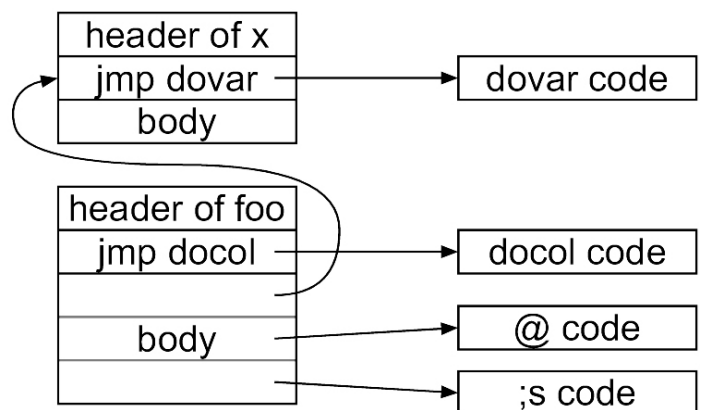 header of x
jmp dovar
dovar code
body
header of foo
jmp docol
docol code
body
@ code
;s code